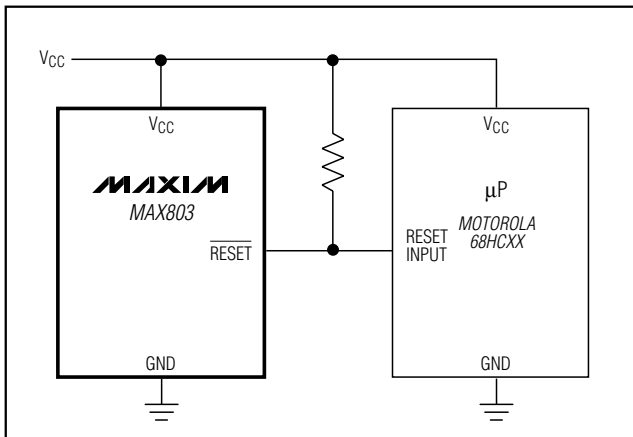 VCC
VCC
MAXIM
MAX803
RESET
GND
VCC
μP
MOTOROLA
68HCXX
RESET
INPUT
GND